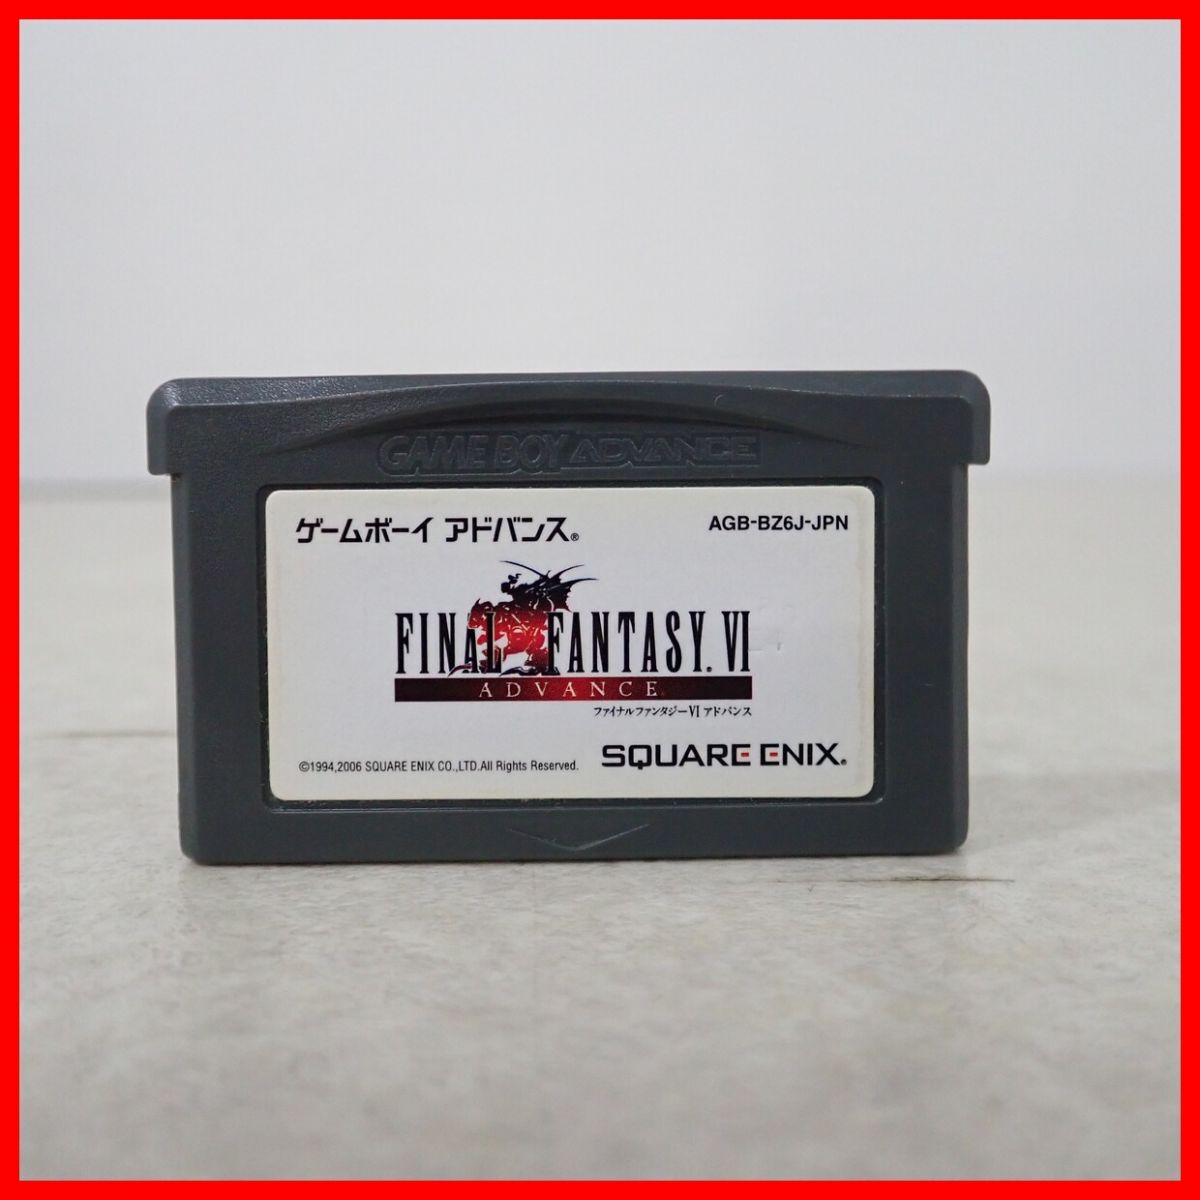 GAME BOY ADVANCE
ゲームボーイ アドバンス®
AGB-BZ6J-JPN
FINAL FANTASY. VI
ADVANCE
ファイナルファンタジーVI アドバンス
©1994,2006 SQUARE ENIX CO.,LTD.All Rights Reserved.
SQUARE ENIX®